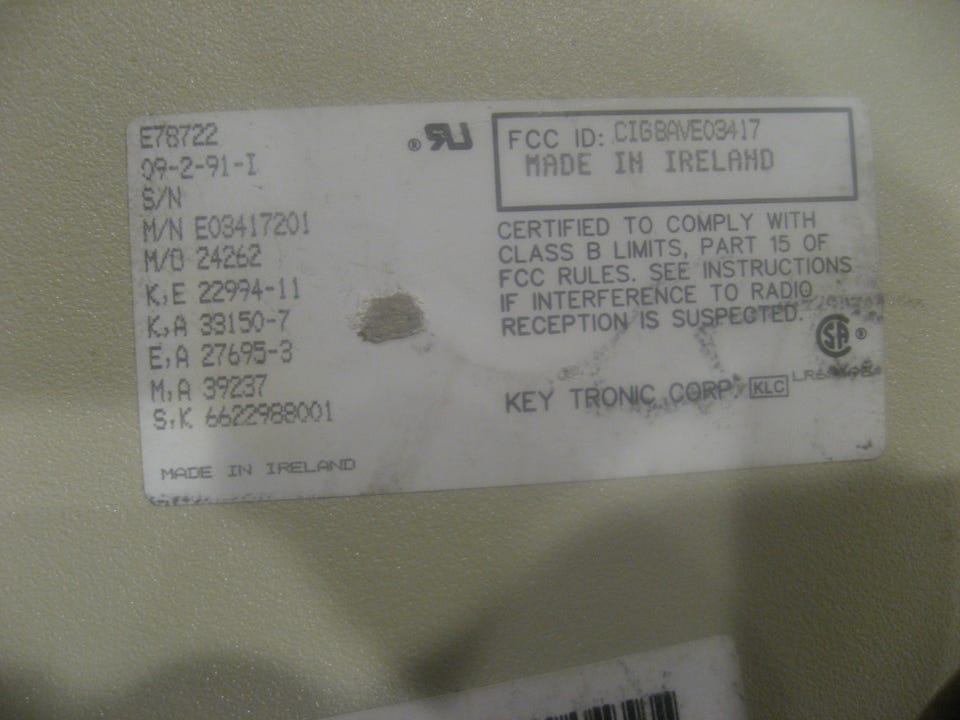 E78722
09-2-91-I
S/N
M/N E03417201
M/O 24262
K,E 22994-11
K,A 33150-7
E,A 27695-3
M,A 39237
S,K 6622988001
MADE IN IRELAND
®
FCC ID: CIG8AVE03417
MADE IN IRELAND
CERTIFIED TO COMPLY WITH
CLASS B LIMITS, PART 15 OF
FCC RULES. SEE INSTRUCTIONS
IF INTERFERENCE TO RADIO
RECEPTION IS SUSPECTED.
SA ®
KEY TRONIC CORP. KLC